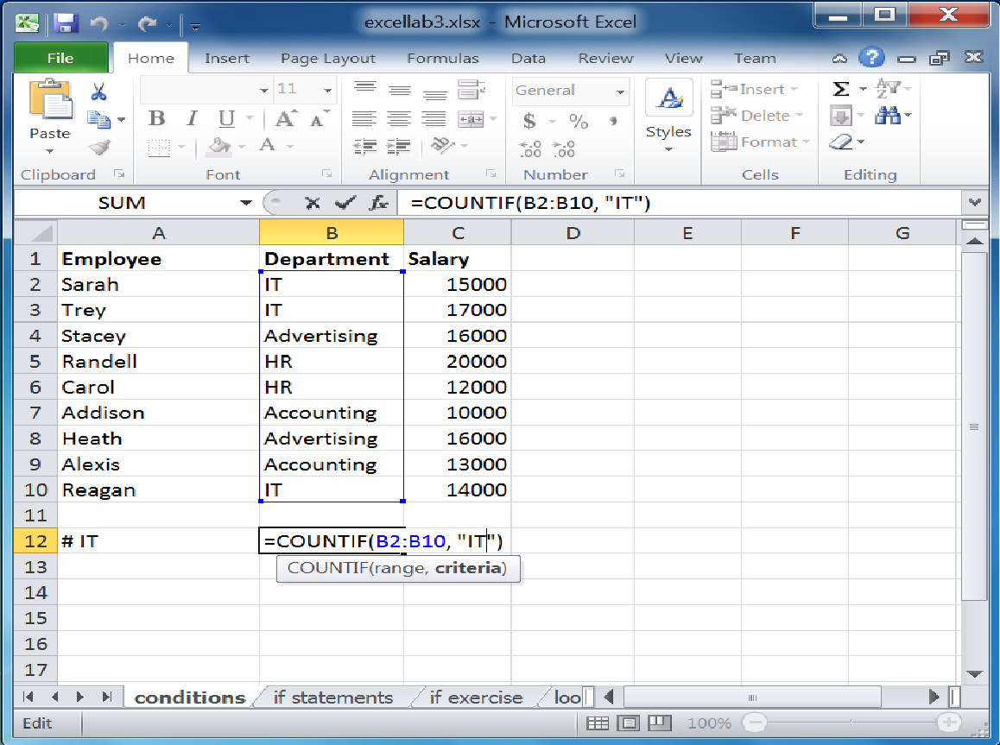 excellab3.xlsx - Microsoft Excel
File Home Insert Page Layout Formulas Data Review View Team
Paste
Clipboard
11
B I U A A
A
Font
Alignment
General
$ % ,
.00 .00
Number
Styles
Insert
Delete
Format
Cells
Σ
Editing
SUM fx =COUNTIF(B2:B10, "IT")
A B C D E F G
1 Employee Department Salary
2 Sarah IT 15000
3 Trey IT 17000
4 Stacey Advertising 16000
5 Randell HR 20000
6 Carol HR 12000
7 Addison Accounting 10000
8 Heath Advertising 16000
9 Alexis Accounting 13000
10 Reagan IT 14000
11
12 # IT =COUNTIF(B2:B10, "IT")
13 COUNTIF(range, criteria)
14
15
16
17
conditions if statements if exercise loo
Edit 100%